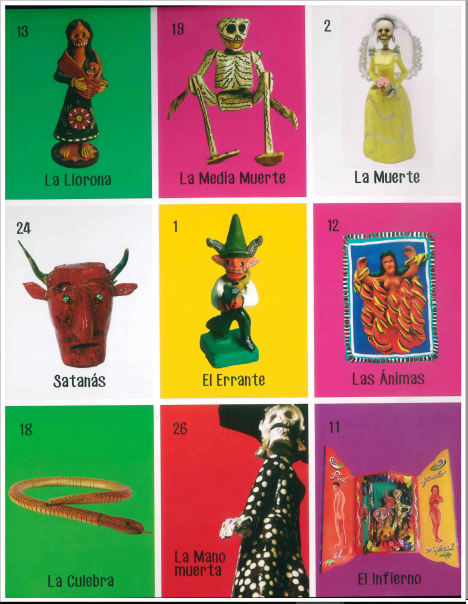 13
La Llorona
19
La Media Muerte
2
La Muerte
24
Satanás
1
El Errante
12
Las Ánimas
18
La Culebra
26
La Mano
muerta
11
El Infierno